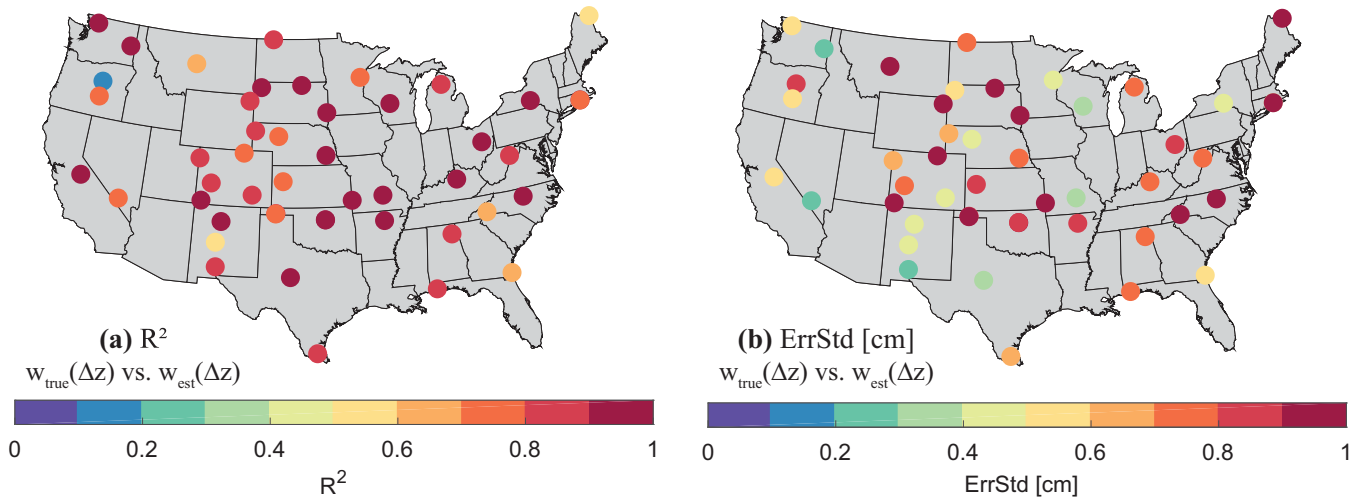 (a) R²
w_true(Δz) vs. w_est(Δz)
0 0.2 0.4 0.6 0.8 1
R²
(b) ErrStd [cm]
w_true(Δz) vs. w_est(Δz)
0 0.2 0.4 0.6 0.8 1
ErrStd [cm]